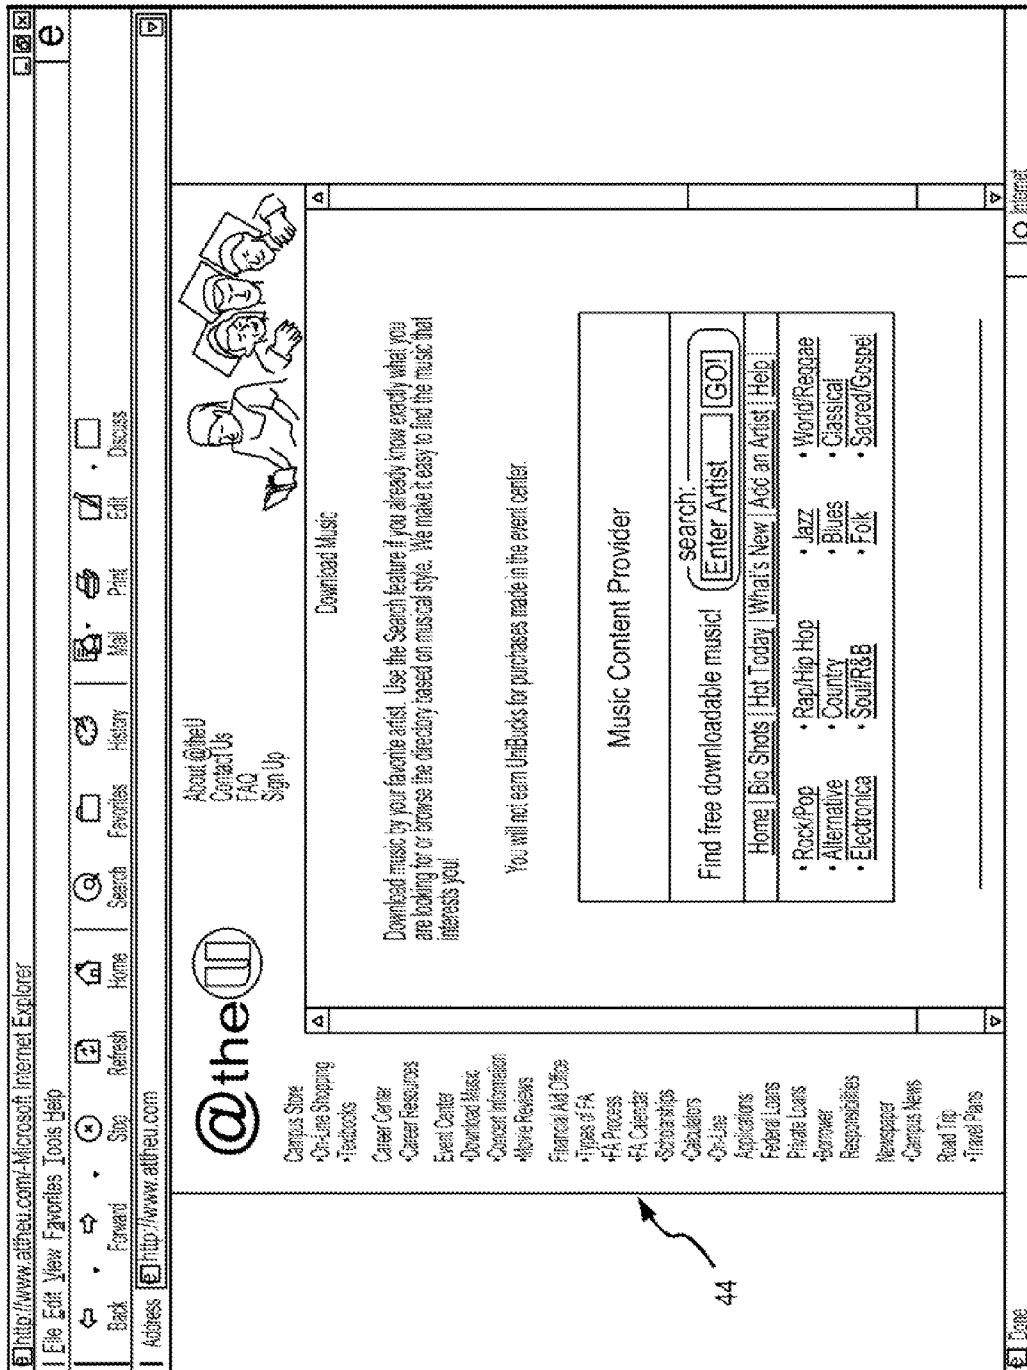 http://www.attheu.com/-Microsoft Internet Explorer
File Edit View Favorites Tools Help
e
Back Forward Stop Refresh Home Search Favorites History Mail Print Edit Discuss
Address http://www.attheu.com
@theU
About @theU
Contact Us
FAQ
Sign Up
Campus Store
•On-Line Shopping
•Textbooks
Career Center
•Career Resources
Event Center
•Download Music
•Concert Information
•Movie Reviews
Financial Aid Office
•Types of FA
•FA Process
•FA Calendar
•Scholarships
•Calculators
•On-Line
Applications
Federal Loans
Private Loans
•Borrower
Responsibilities
Newspaper
•Campus News
Road Trip
•Travel Plans
Download Music
Download music by your favorite artist. Use the Search feature if you already know exactly what you
are looking for or browse the directory based on musical style. We make it easy to find the music that
interests you!
You will not earn UniBucks for purchases made in the event center.
Music Content Provider
Find free downloadable music!
search:
Enter Artist GO!
Home | Big Shots | Hot Today | What's New | Add an Artist | Help |
• Rock/Pop • Rap/Hip Hop • Jazz • World/Reggae
• Alternative • Country • Blues • Classical
• Electronica • Soul/R&B • Folk • Sacred/Gospel
44
Done
Internet